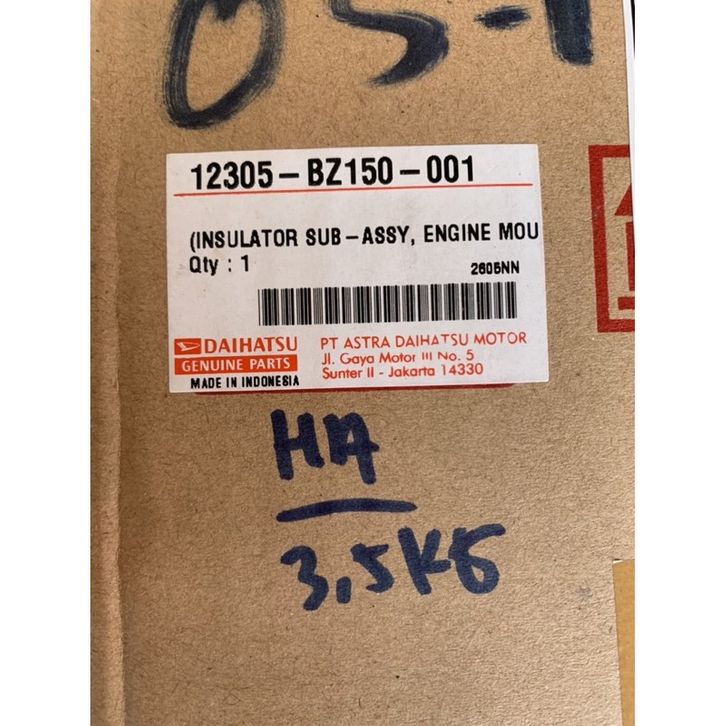 05-1
12305-BZ150-001
(INSULATOR SUB-ASSY, ENGINE MOU
Qty : 1
2605NN
DAIHATSU
GENUINE PARTS
MADE IN INDONESIA
PT ASTRA DAIHATSU MOTOR
Jl. Gaya Motor III No. 5
Sunter II - Jakarta 14330
HA
3,5KG